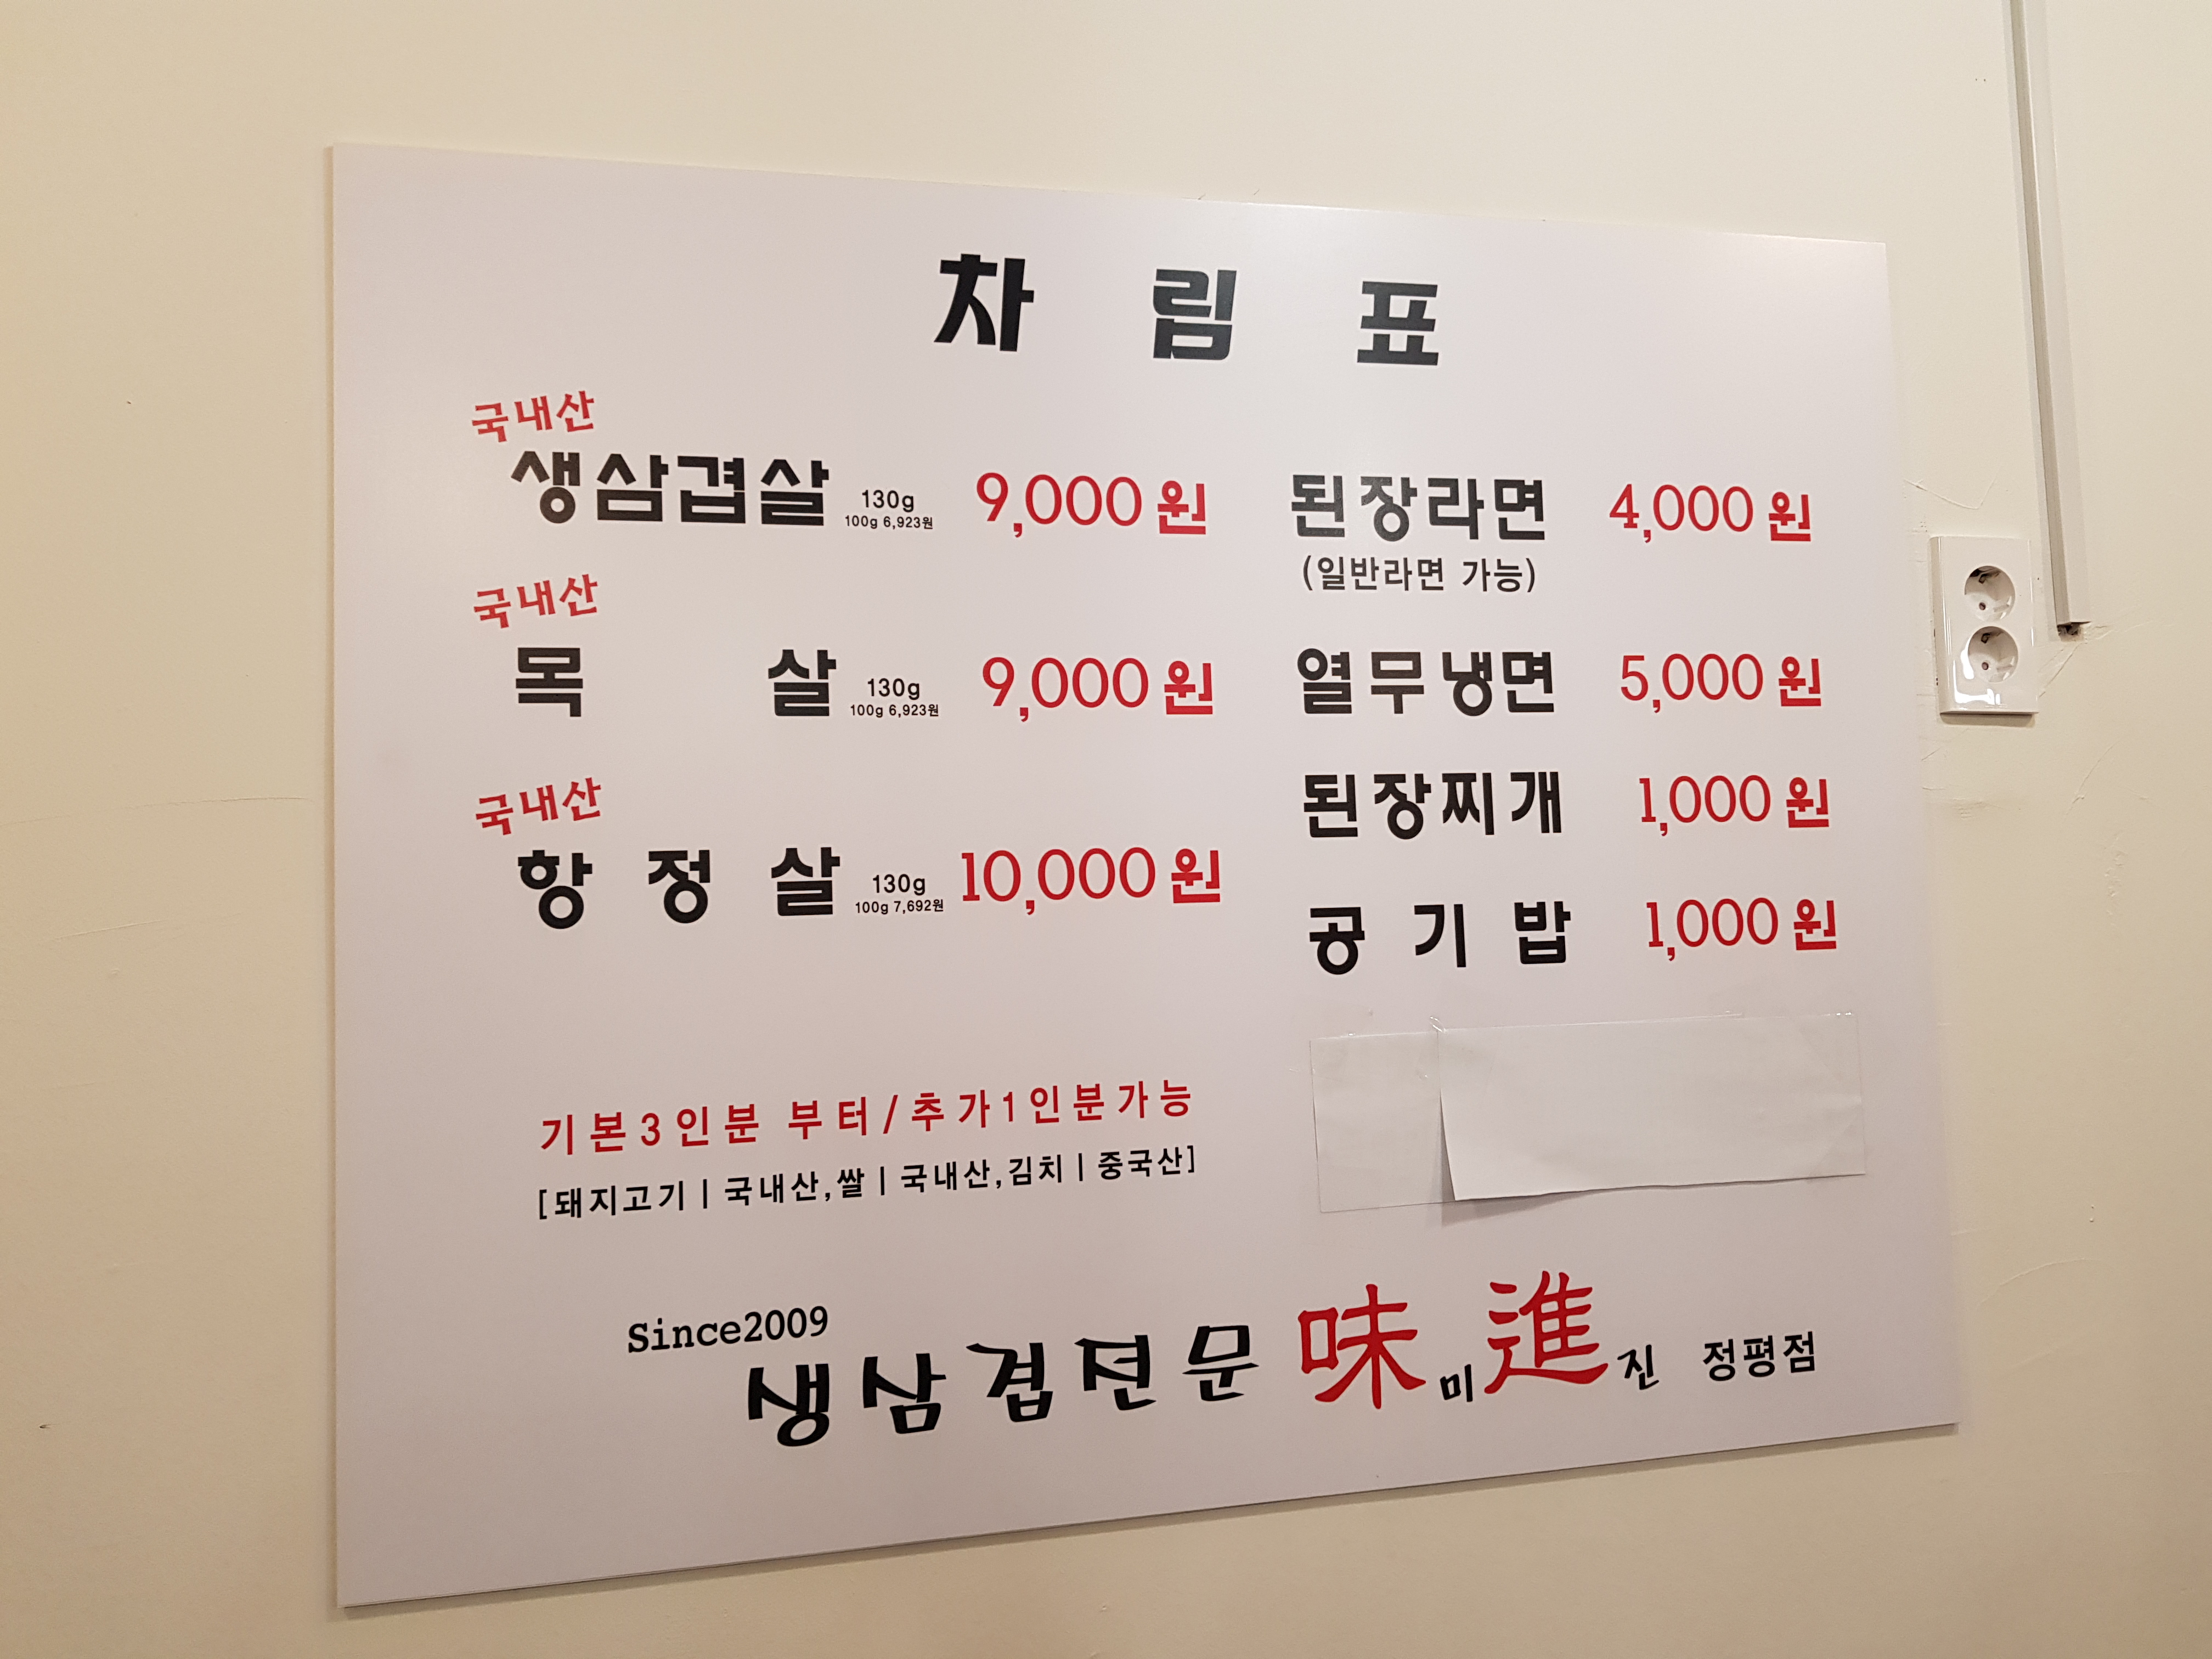 차림표
국내산
생삼겹살 130g 9,000원
100g 6,923원
국내산
목살 130g 9,000원
100g 6,923원
국내산
항정살 130g 10,000원
100g 7,692원
된장라면 4,000원
(일반라면 가능)
열무냉면 5,000원
된장찌개 1,000원
공기밥 1,000원
기본3인분 부터/추가1인분가능
[돼지고기ㅣ국내산,쌀ㅣ국내산,김치ㅣ중국산]
Since2009
생삼겹전문 味미進진 정평점